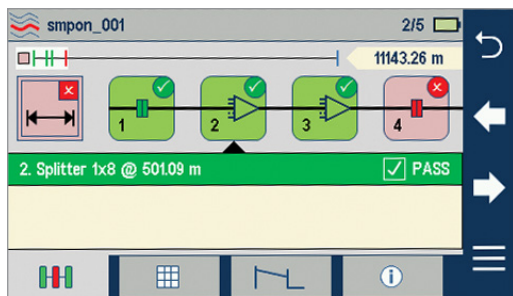 smpon_001 2/5
11143.26 m
1 2 3 4
2. Splitter 1x8 @ 501.09 m PASS
i